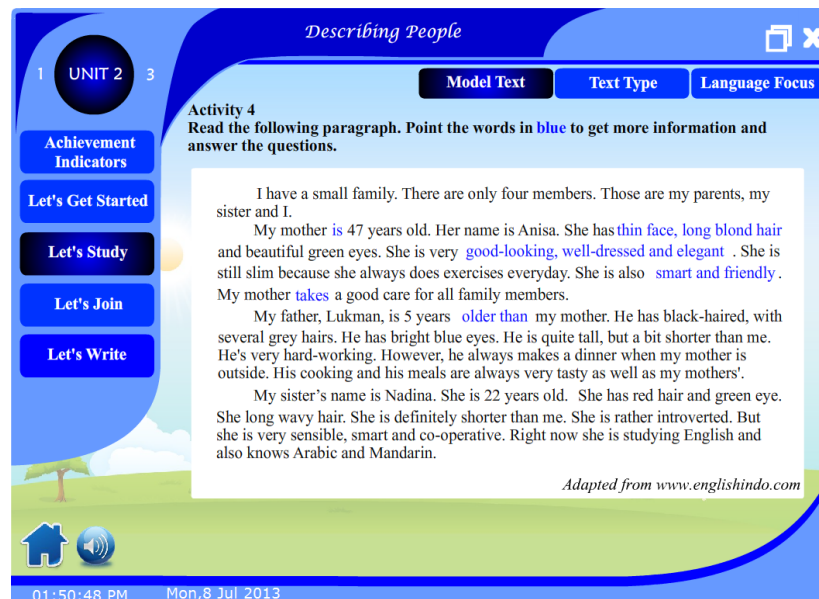 Describing People
1 UNIT 2 3
Model Text Text Type Language Focus
Activity 4
Read the following paragraph. Point the words in blue to get more information and
answer the questions.
Achievement
Indicators
Let's Get Started
Let's Study
Let's Join
Let's Write
I have a small family. There are only four members. Those are my parents, my
sister and I.
My mother is 47 years old. Her name is Anisa. She has thin face, long blond hair
and beautiful green eyes. She is very good-looking, well-dressed and elegant . She is
still slim because she always does exercises everyday. She is also smart and friendly .
My mother takes a good care for all family members.
My father, Lukman, is 5 years older than my mother. He has black-haired, with
several grey hairs. He has bright blue eyes. He is quite tall, but a bit shorter than me.
He's very hard-working. However, he always makes a dinner when my mother is
outside. His cooking and his meals are always very tasty as well as my mothers'.
My sister’s name is Nadina. She is 22 years old. She has red hair and green eye.
She long wavy hair. She is definitely shorter than me. She is rather introverted. But
she is very sensible, smart and co-operative. Right now she is studying English and
also knows Arabic and Mandarin.
Adapted from www.englishindo.com
01:50:48 PM Mon,8 Jul 2013